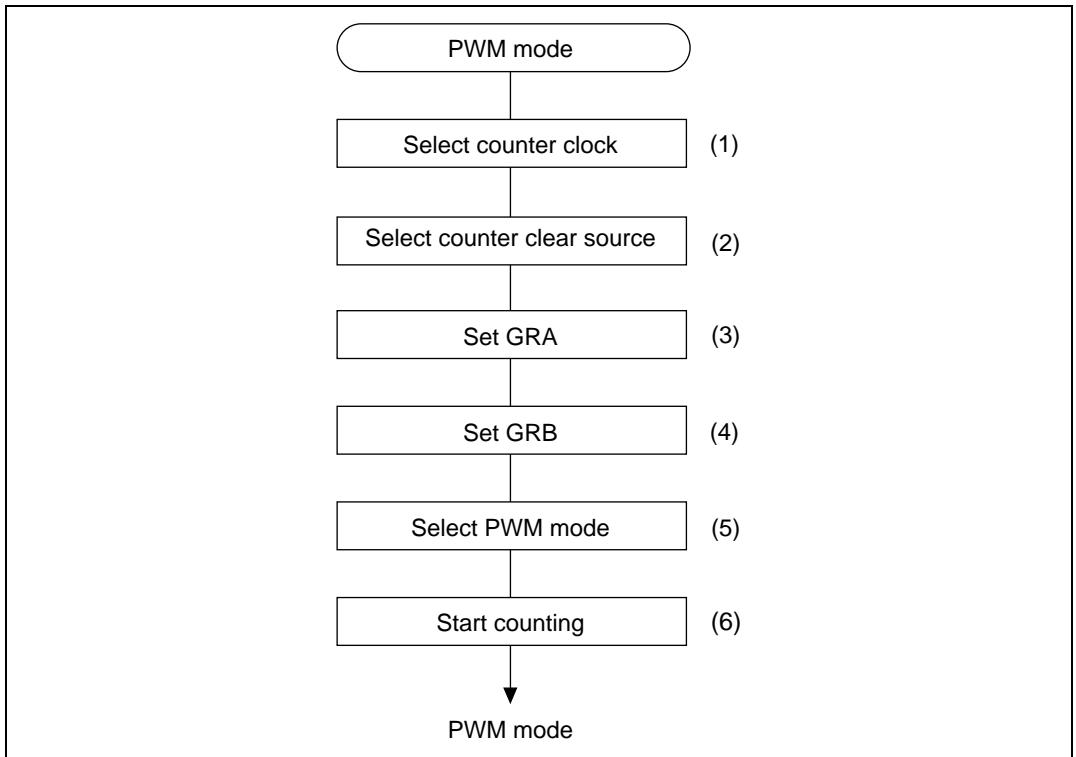 PWM mode
Select counter clock (1)
Select counter clear source (2)
Set GRA (3)
Set GRB (4)
Select PWM mode (5)
Start counting (6)
PWM mode